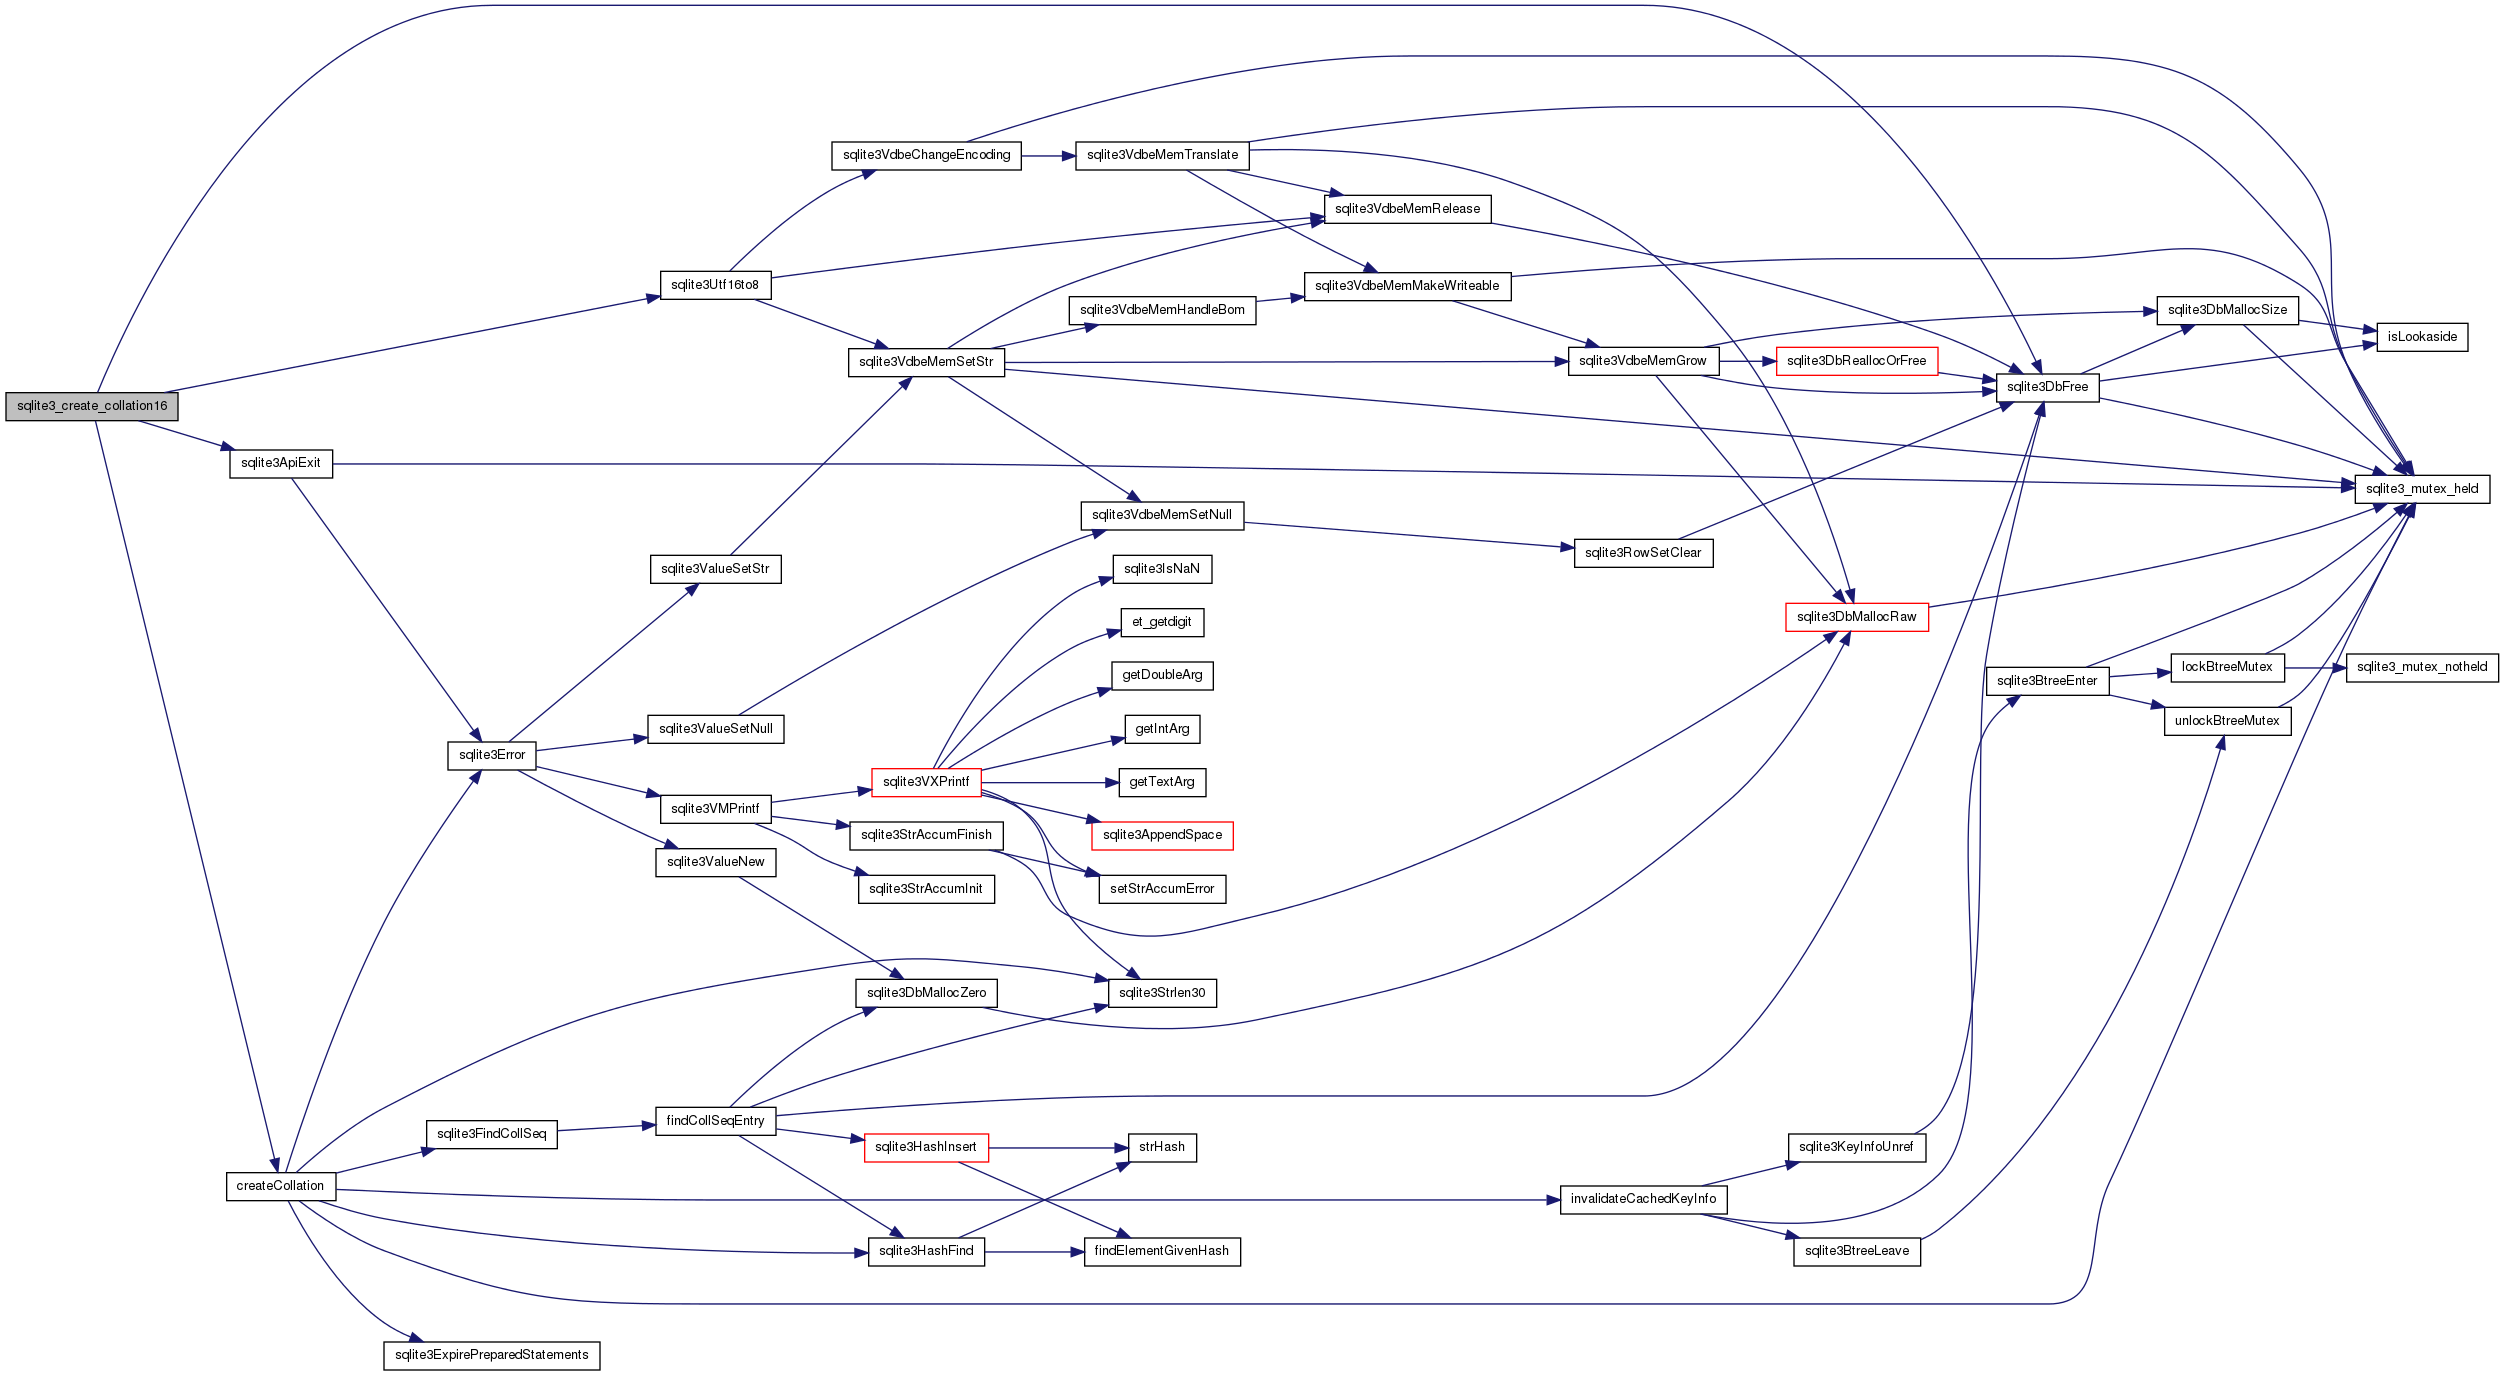 sqlite3_create_collation16
sqlite3ApiExit
createCollation
sqlite3Error
sqlite3FindCollSeq
sqlite3ExpirePreparedStatements
sqlite3Utf16to8
sqlite3ValueSetStr
sqlite3ValueSetNull
sqlite3VMPrintf
sqlite3ValueNew
findCollSeqEntry
sqlite3VdbeChangeEncoding
sqlite3VdbeMemSetStr
sqlite3VXPrintf
sqlite3StrAccumFinish
sqlite3StrAccumInit
sqlite3DbMallocZero
sqlite3HashInsert
sqlite3HashFind
sqlite3VdbeMemTranslate
sqlite3VdbeMemHandleBom
sqlite3VdbeMemSetNull
sqlite3IsNaN
et_getdigit
getDoubleArg
getIntArg
getTextArg
sqlite3AppendSpace
setStrAccumError
sqlite3Strlen30
strHash
findElementGivenHash
sqlite3VdbeMemRelease
sqlite3VdbeMemMakeWriteable
sqlite3VdbeMemGrow
sqlite3RowSetClear
invalidateCachedKeyInfo
sqlite3DbReallocOrFree
sqlite3DbMallocRaw
sqlite3KeyInfoUnref
sqlite3BtreeLeave
sqlite3DbFree
sqlite3BtreeEnter
sqlite3DbMallocSize
lockBtreeMutex
unlockBtreeMutex
isLookaside
sqlite3_mutex_held
sqlite3_mutex_notheld